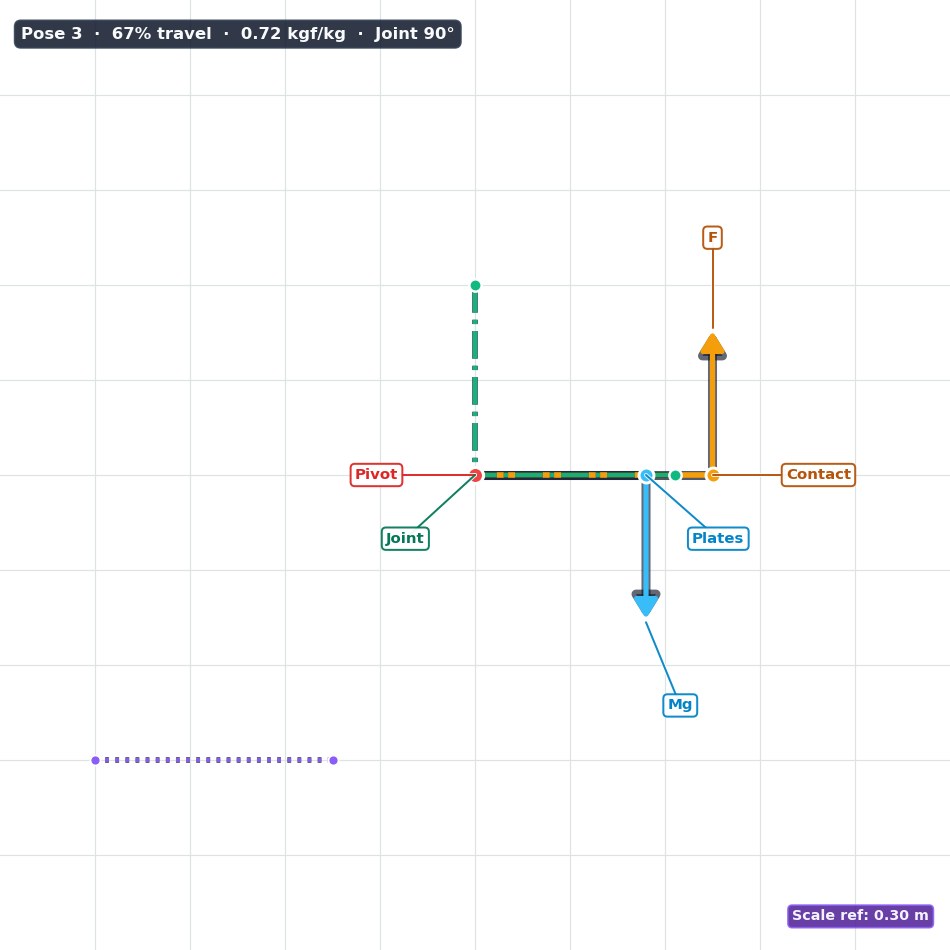 Pose 3 · 67% travel · 0.72 kgf/kg · Joint 90°
F
Pivot
Contact
Joint
Plates
Mg
Scale ref: 0.30 m